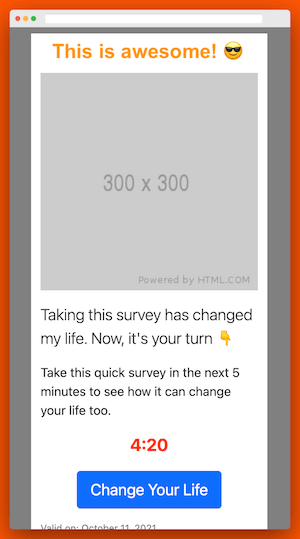 This is awesome! 😎
300 x 300
Powered by HTML.COM
Taking this survey has changed
my life. Now, it's your turn 👇
Take this quick survey in the next 5
minutes to see how it can change
your life too.
4:20
Change Your Life
Valid on: October 11, 2021